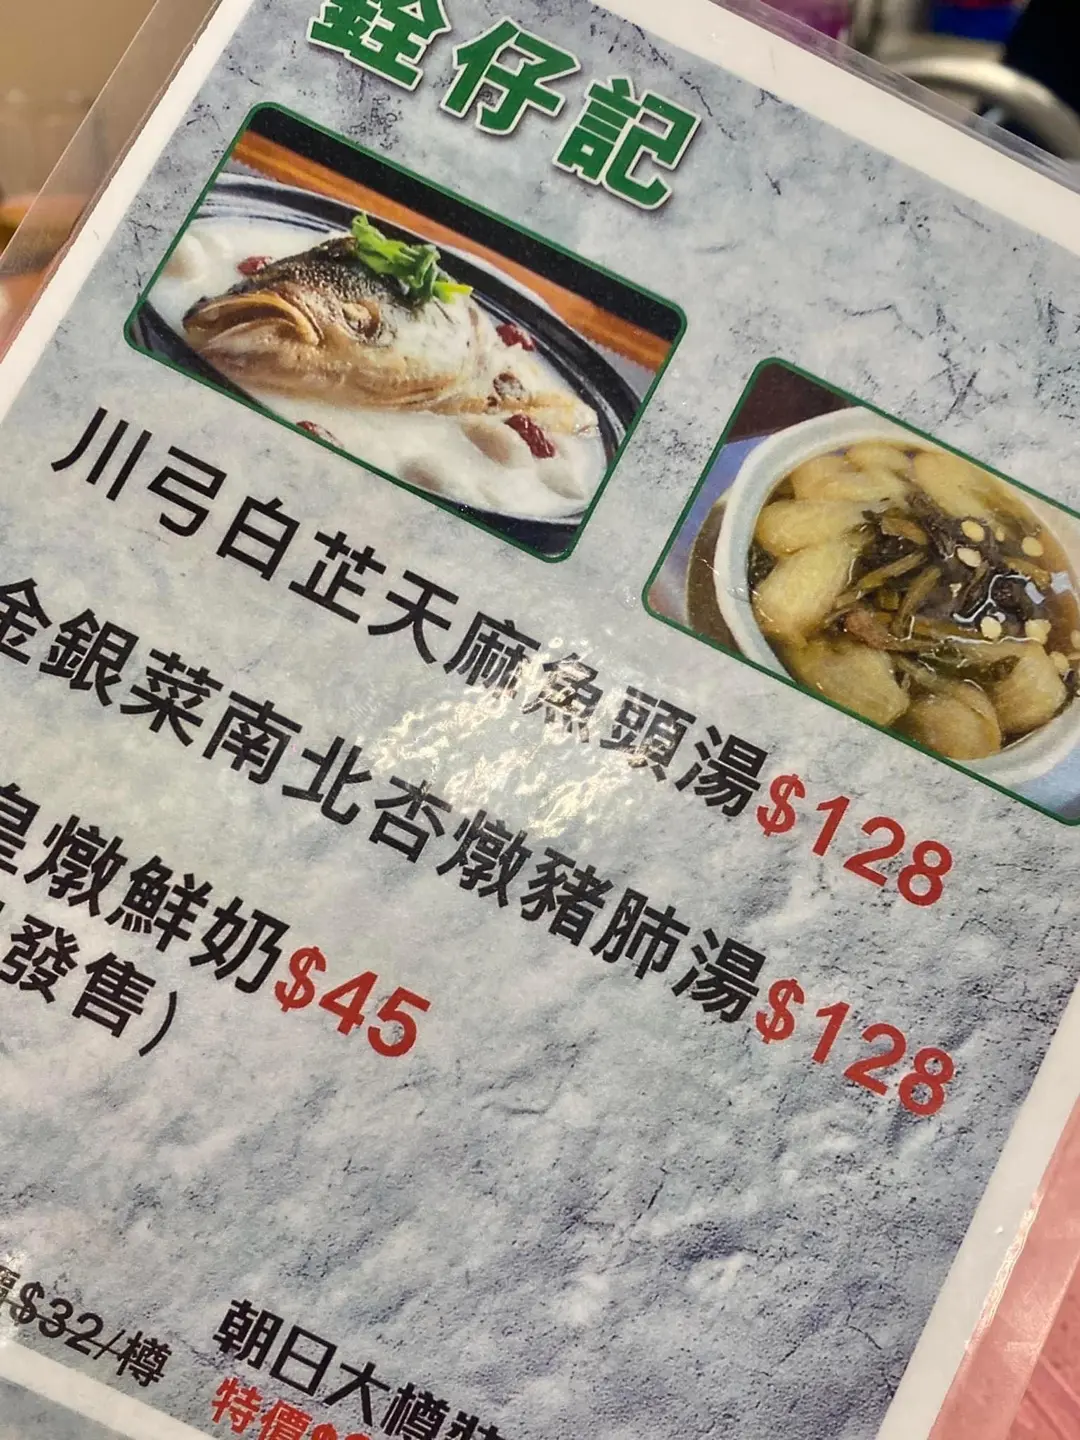 銓仔記
川弓白芷天麻魚頭湯$128
金銀菜南北杏燉豬肺湯$128
皇燉鮮奶$45
發售）
$32/樽
朝日大樽裝
特價$